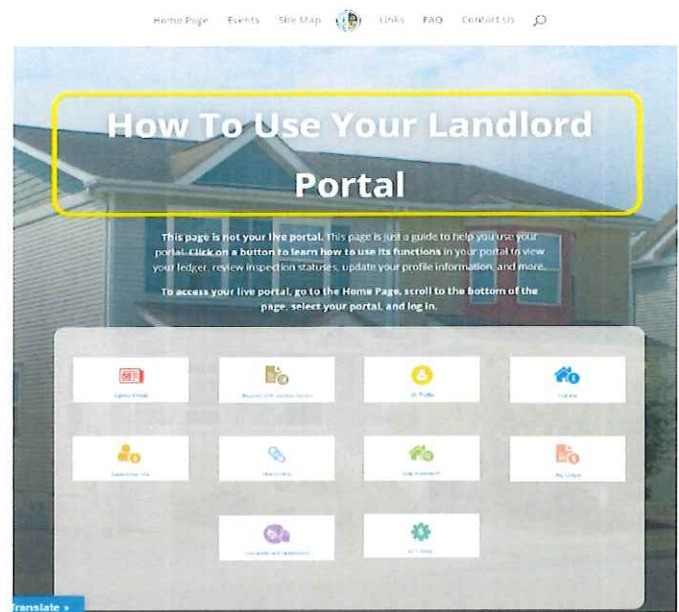 Home Page Events Site Map Links FAQ Contact Us
How To Use Your Landlord
Portal
This page is not your live portal. This page is just a guide to help you use your
portal. Click on a button to learn how to use its functions in your portal to view
your ledger, review inspection statuses, update your profile information, and more.
To access your live portal, go to the Home Page, scroll to the bottom of the
page, select your portal, and log in.
My Profile
My Ledger
Translate »